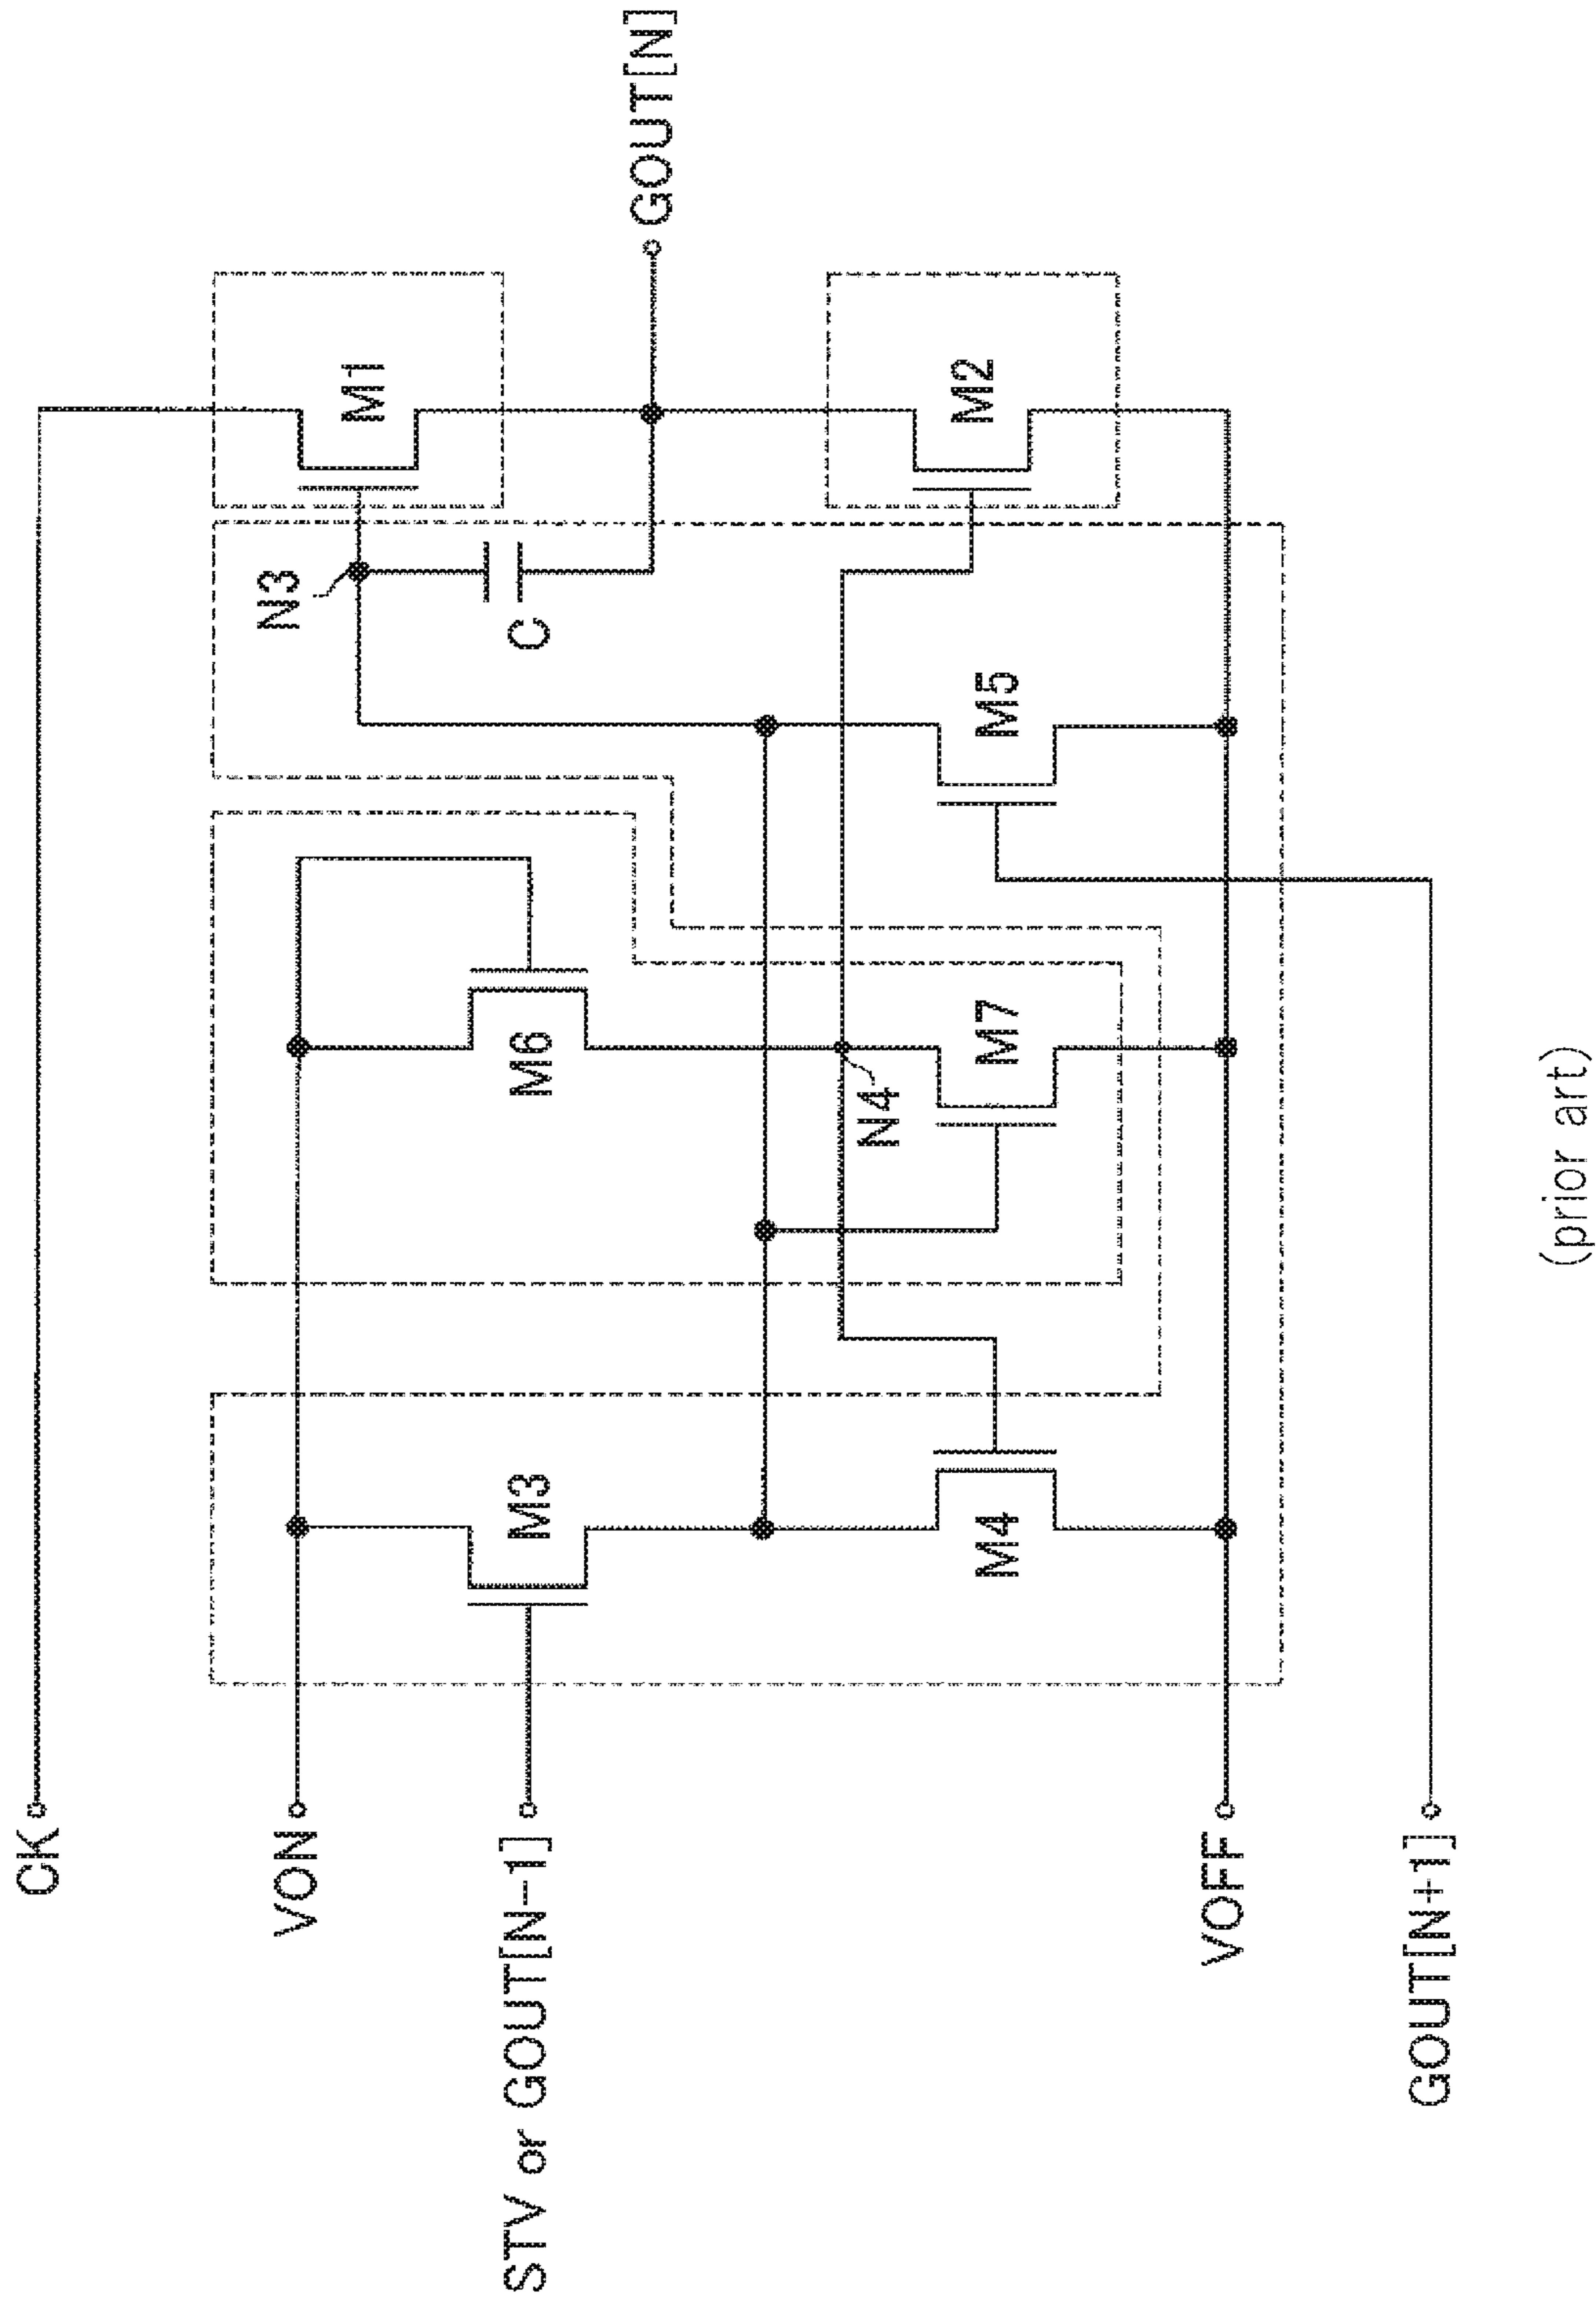 CK
VON
STV or GOUT[N-1]
VOFF
GOUT[N+1]
M3
M4
M6
N4
M7
M5
N3
C
M1
M2
GOUT[N]
(prior art)